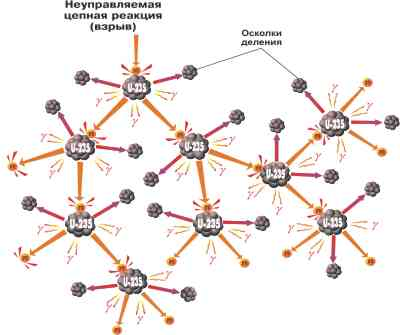 Неуправляемая
цепная реакция
(взрыв)
Осколки
деления
U-235
γ γ
U-235
γ γ
U-235
γ γ
U-235
γ γ
U-235
γ γ
U-235
γ γ
U-235
γ γ
U-235
γ γ
U-235
γ γ